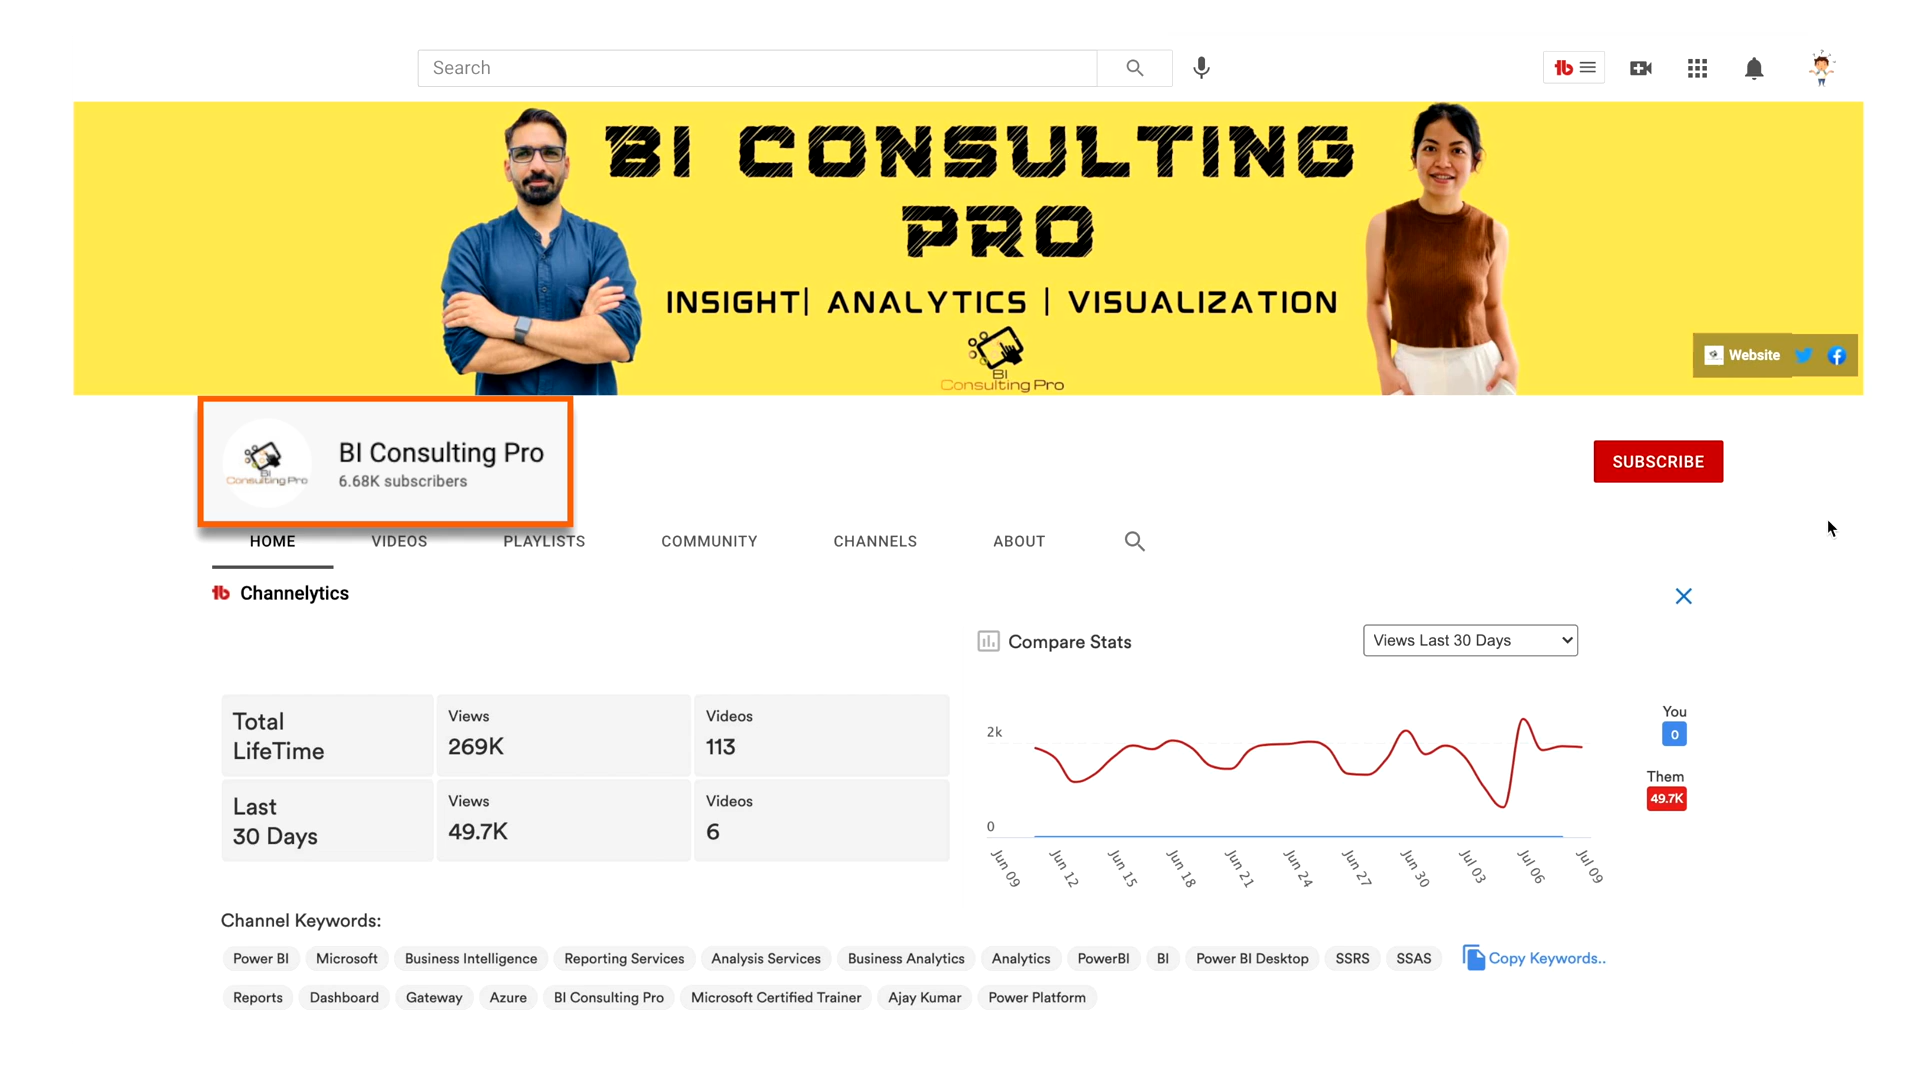 Search
BI CONSULTING
PRO
INSIGHT| ANALYTICS | VISUALIZATION
BI
Consulting Pro
Website
BI
Consulting Pro
BI Consulting Pro
6.68K subscribers
SUBSCRIBE
HOME VIDEOS PLAYLISTS COMMUNITY CHANNELS ABOUT
tb Channelytics
Compare Stats
Views Last 30 Days
Total
LifeTime
Views
269K
Videos
113
Last
30 Days
Views
49.7K
Videos
6
2k
0
Jun 09 Jun 12 Jun 15 Jun 18 Jun 21 Jun 24 Jun 27 Jun 30 Jul 03 Jul 06 Jul 09
You
0
Them
49.7K
Channel Keywords:
Power BI Microsoft Business Intelligence Reporting Services Analysis Services Business Analytics Analytics PowerBI BI Power BI Desktop SSRS SSAS Copy Keywords..
Reports Dashboard Gateway Azure BI Consulting Pro Microsoft Certified Trainer Ajay Kumar Power Platform